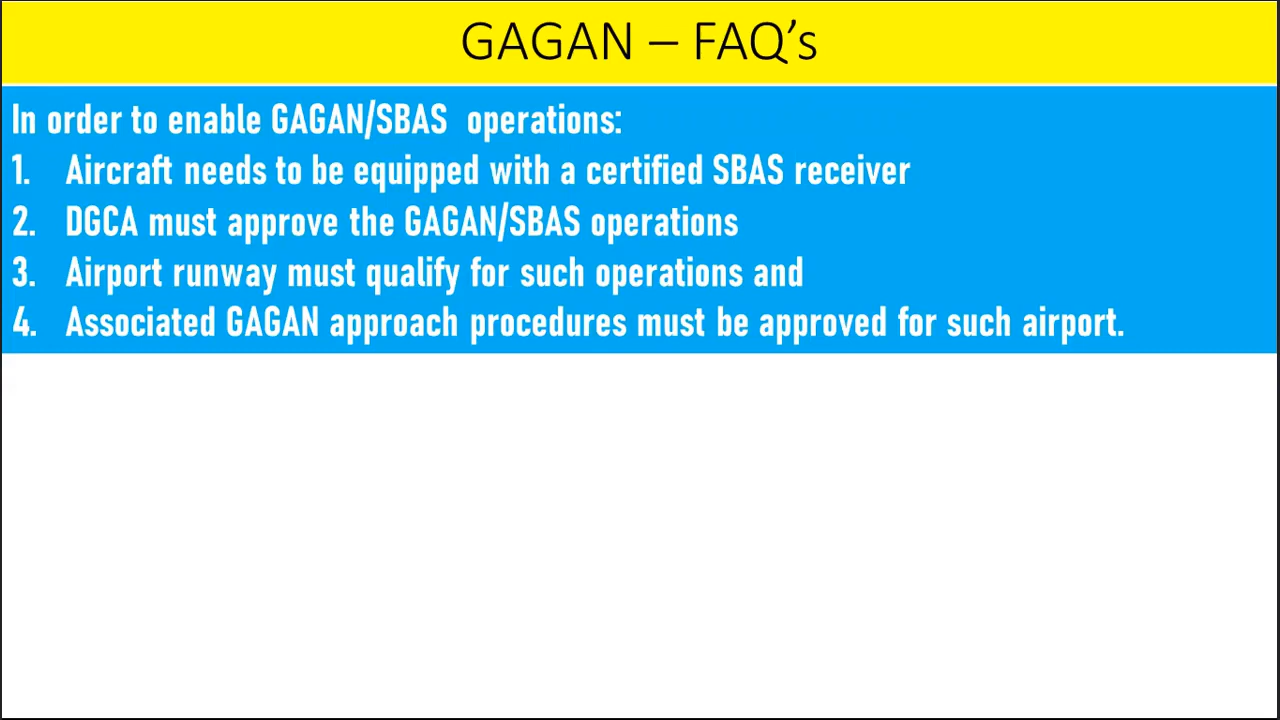 GAGAN – FAQ’s
In order to enable GAGAN/SBAS  operations:
1. Aircraft needs to be equipped with a certified SBAS receiver
2. DGCA must approve the GAGAN/SBAS operations
3. Airport runway must qualify for such operations and
4. Associated GAGAN approach procedures must be approved for such airport.